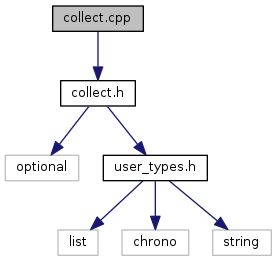 collect.cpp
collect.h
optional
user_types.h
list
chrono
string